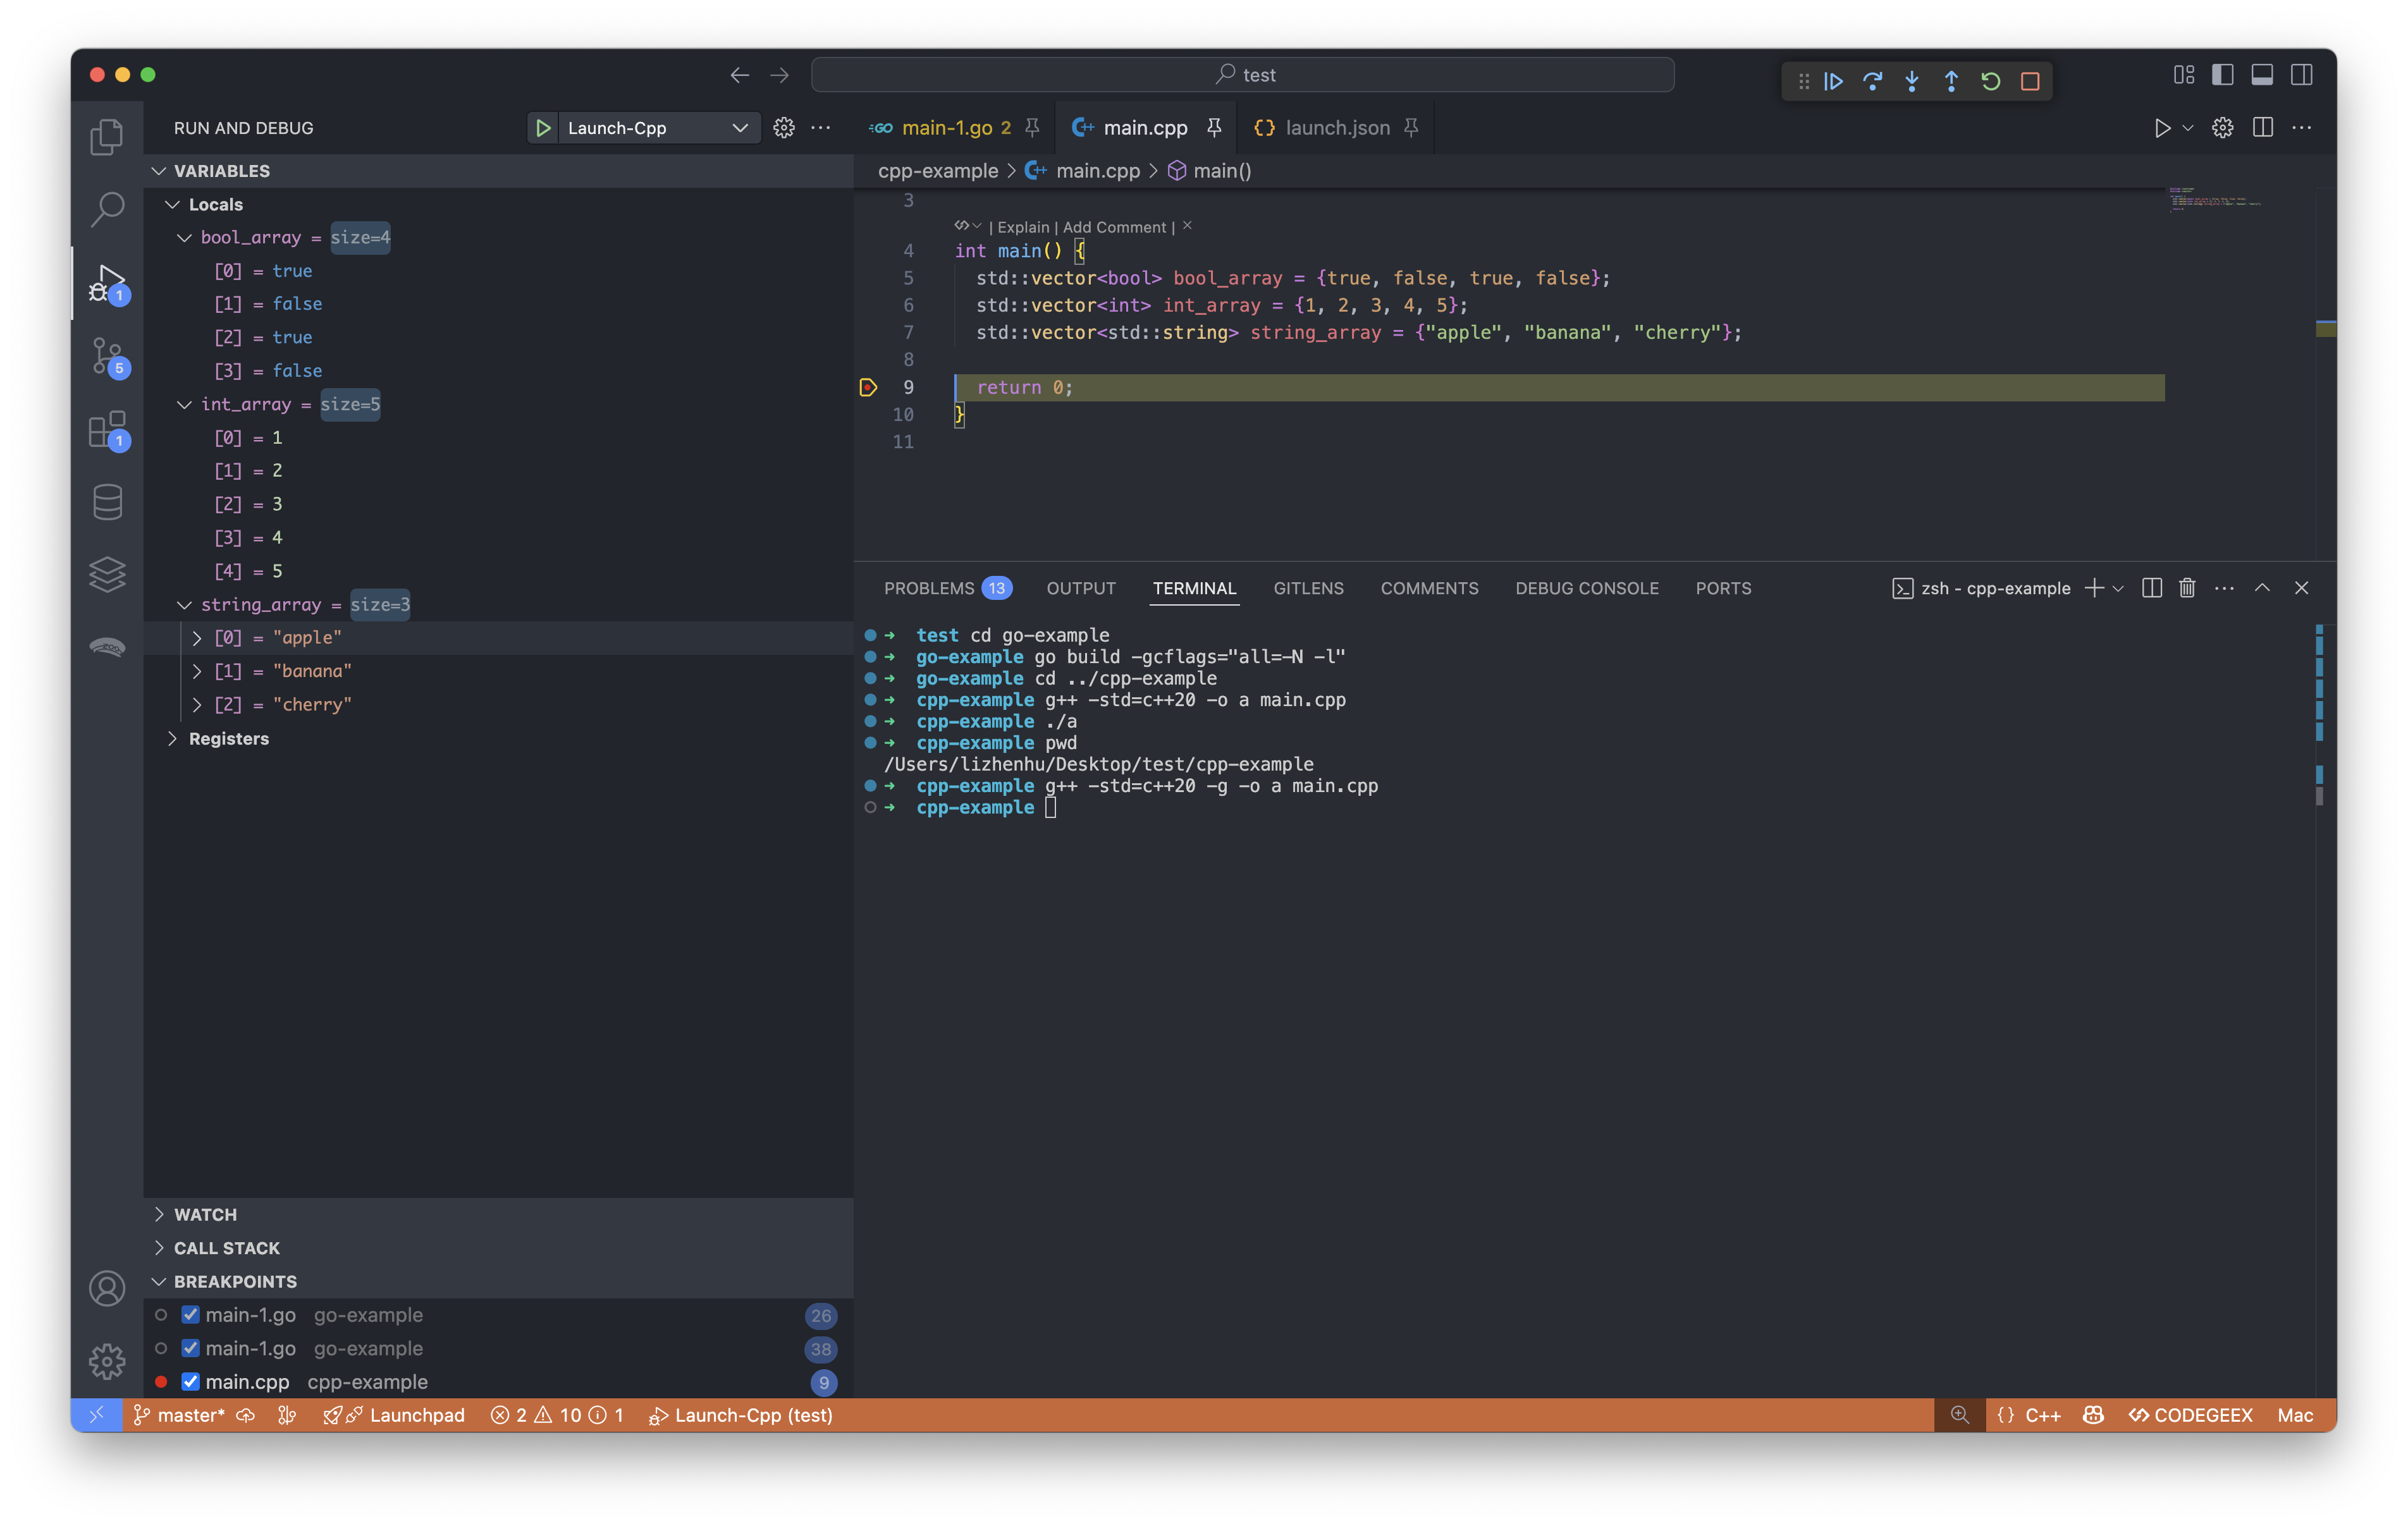 test
RUN AND DEBUG
Launch-Cpp
main-1.go 2
main.cpp
launch.json
VARIABLES
cpp-example > main.cpp > main()
Locals
bool_array = size=4
[0] = true
[1] = false
[2] = true
[3] = false
int_array = size=5
[0] = 1
[1] = 2
[2] = 3
[3] = 4
[4] = 5
string_array = size=3
[0] = "apple"
[1] = "banana"
[2] = "cherry"
Registers
1
5
1
3
| Explain | Add Comment | ×
4 int main() {
5 std::vector<bool> bool_array = {true, false, true, false};
6 std::vector<int> int_array = {1, 2, 3, 4, 5};
7 std::vector<std::string> string_array = {"apple", "banana", "cherry"};
8
9 return 0;
10 }
11
PROBLEMS 13 OUTPUT TERMINAL GITLENS COMMENTS DEBUG CONSOLE PORTS
zsh - cpp-example
test cd go-example
go-example go build -gcflags="all=-N -l"
go-example cd ../cpp-example
cpp-example g++ -std=c++20 -o a main.cpp
cpp-example ./a
cpp-example pwd
/Users/lizhenhu/Desktop/test/cpp-example
cpp-example g++ -std=c++20 -g -o a main.cpp
cpp-example
WATCH
CALL STACK
BREAKPOINTS
main-1.go go-example 26
main-1.go go-example 38
main.cpp cpp-example 9
master* Launchpad 2 10 1 Launch-Cpp (test)
{} C++ CODEGEEX Mac